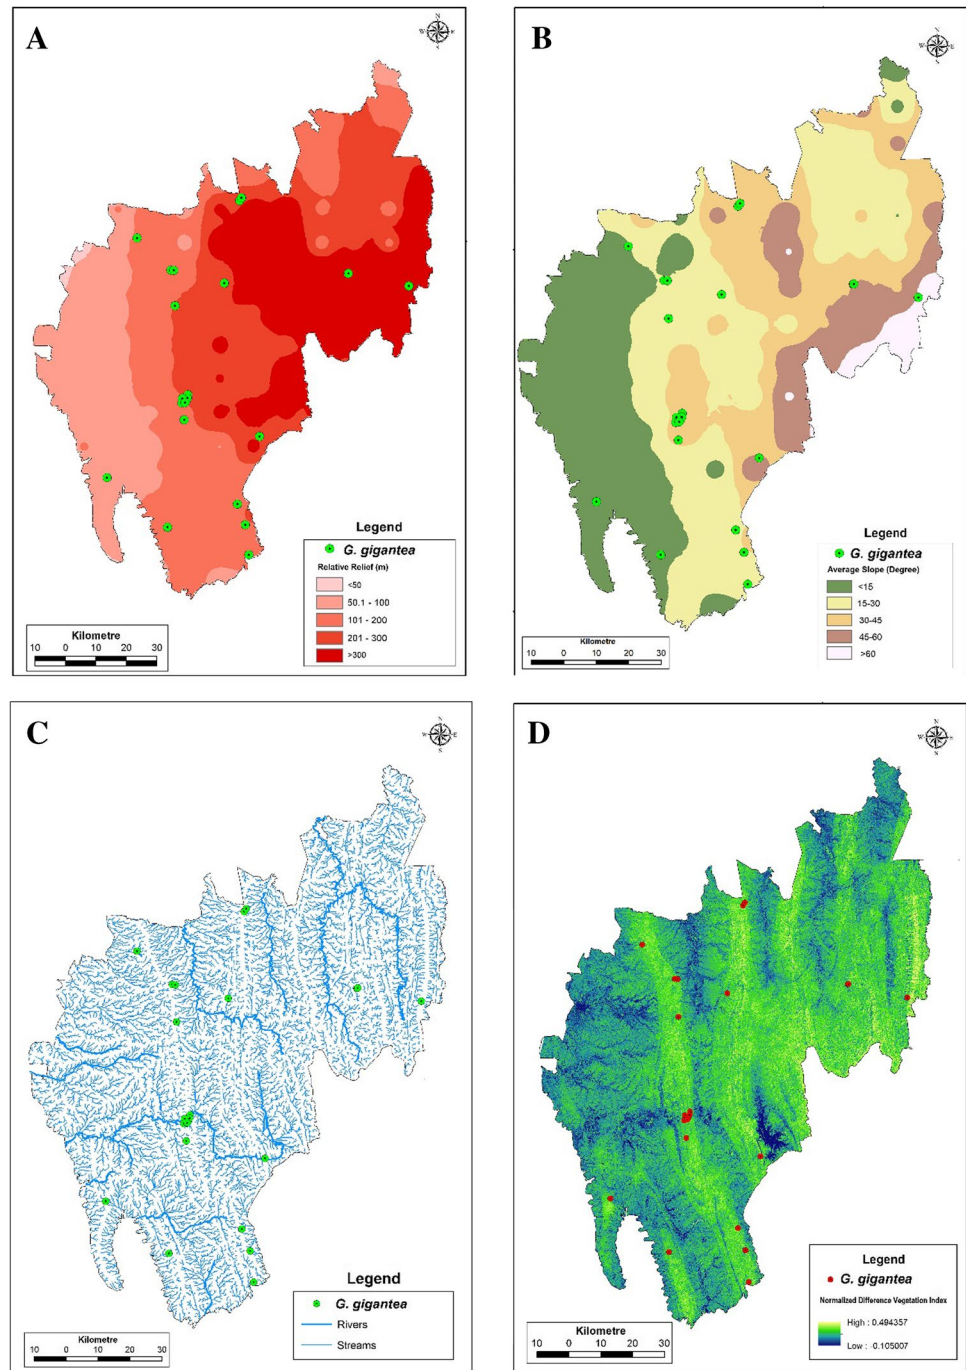 A
N
W E
S
Legend
G. gigantea
Relative Relief (m)
<50
50.1 - 100
101 - 200
201 - 300
>300
Kilometre
10 0 10 20 30
B
N
W E
S
Legend
G. gigantea
Average Slope (Degree)
<15
15-30
30-45
45-60
>60
Kilometre
10 0 10 20 30
C
N
W E
S
Legend
G. gigantea
Rivers
Streams
Kilometre
10 0 10 20 30
D
N
W E
S
Legend
G. gigantea
Normalized Difference Vegetation Index
High : 0.494357
Low : -0.105007
Kilometre
10 0 10 20 30